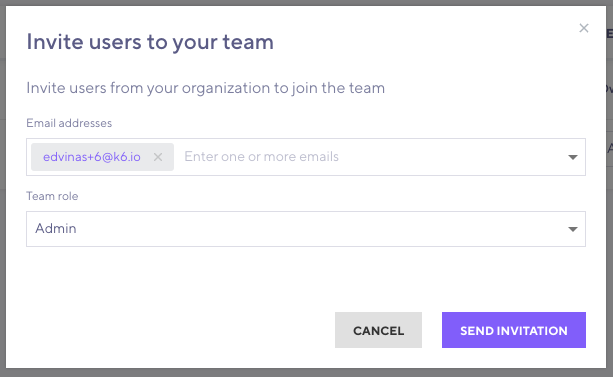 Invite users to your team
Invite users from your organization to join the team
Email addresses
edvinas+6@k6.io × Enter one or more emails
Team role
Admin
CANCEL SEND INVITATION